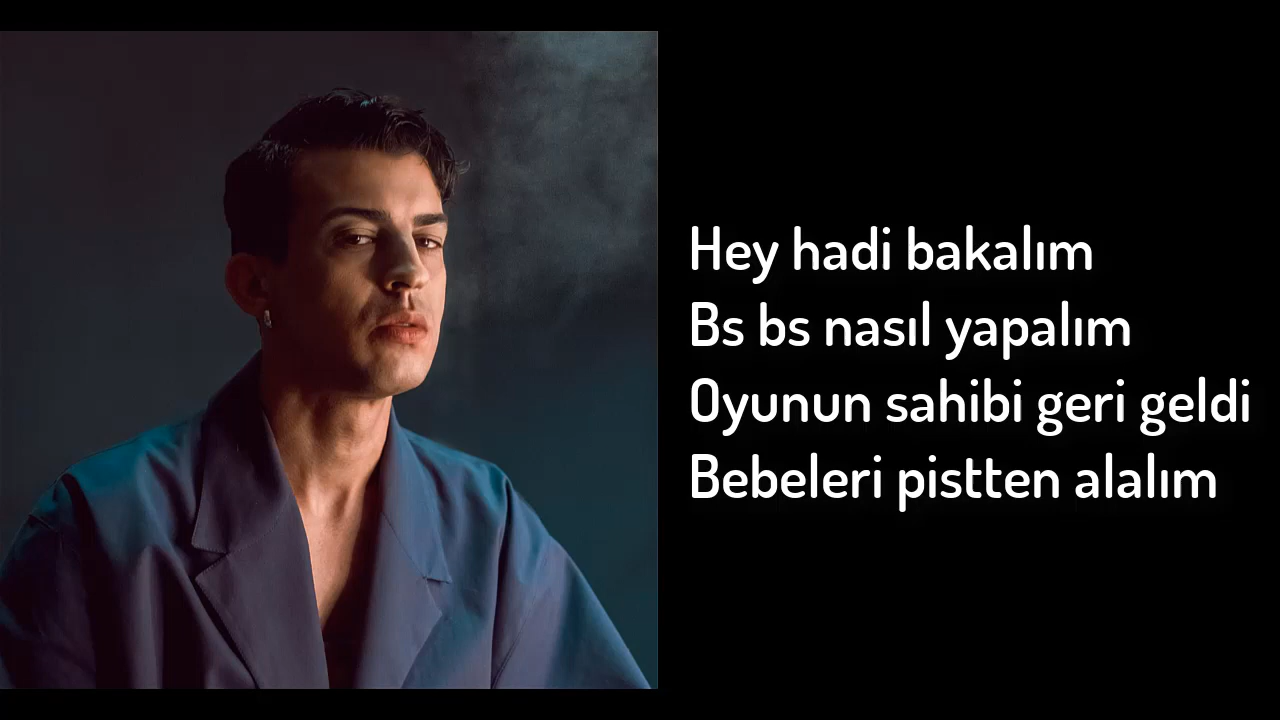 Hey hadi bakalım
Bs bs nasıl yapalım
Oyunun sahibi geri geldi
Bebeleri pistten alalım